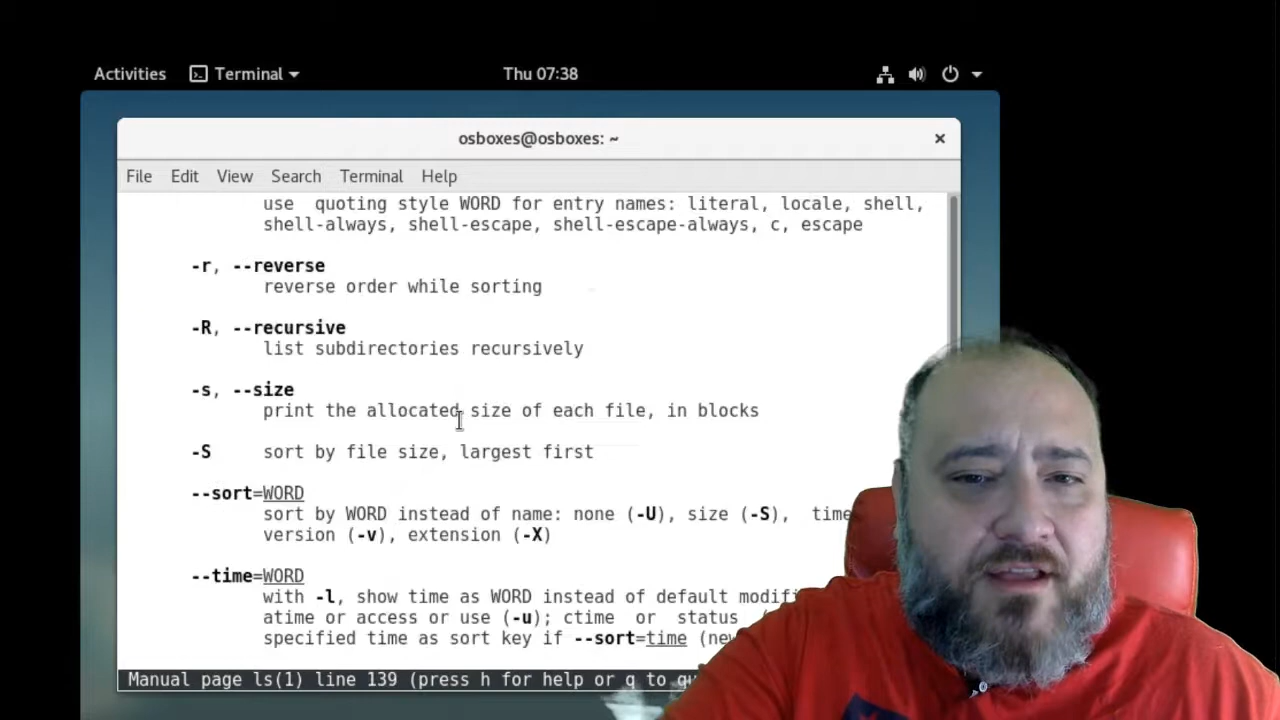 Activities Terminal Thu 07:38
osboxes@osboxes: ~ ×
File Edit View Search Terminal Help
use quoting style WORD for entry names: literal, locale, shell,
shell-always, shell-escape, shell-escape-always, c, escape
-r, --reverse
reverse order while sorting
-R, --recursive
list subdirectories recursively
-s, --size
print the allocated size of each file, in blocks
-S sort by file size, largest first
--sort=WORD
sort by WORD instead of name: none (-U), size (-S), time
version (-v), extension (-X)
--time=WORD
with -l, show time as WORD instead of default
atime or access or use (-u); ctime or status
specified time as sort key if --sort=time
Manual page ls(1) line 139 (press h for help or q to